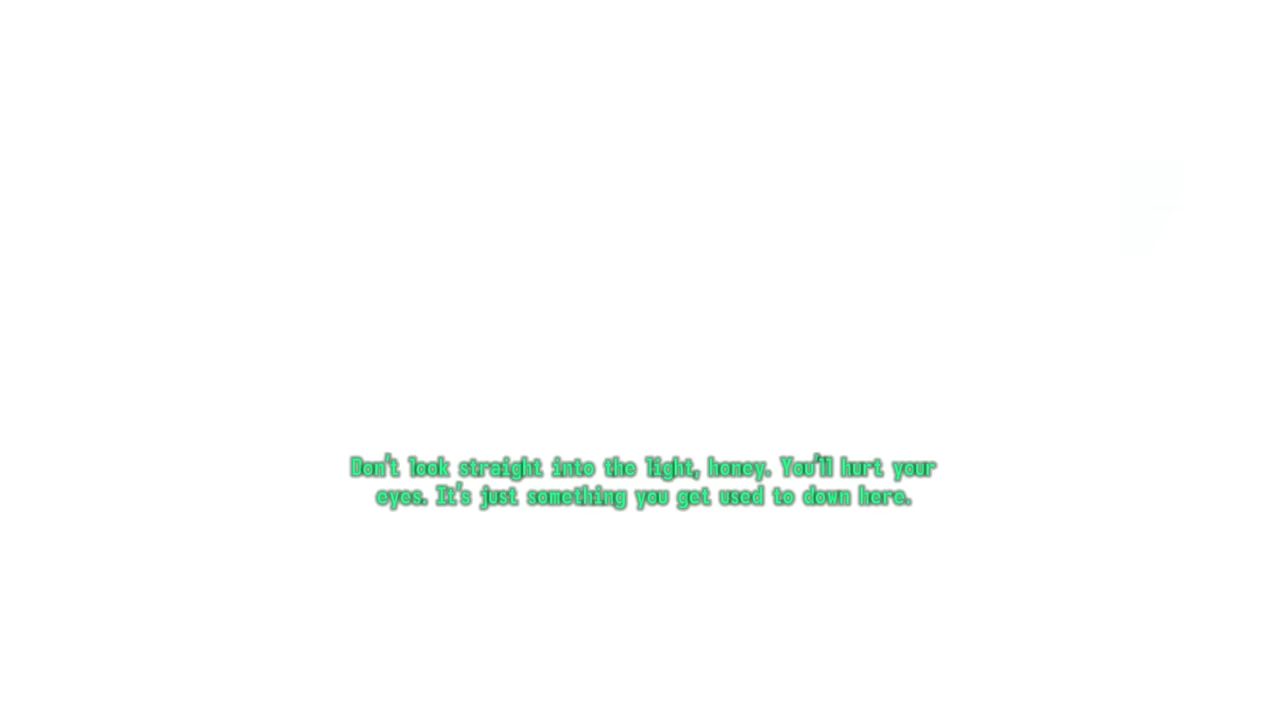 Don't look straight into the light, honey. You'll hurt your
eyes. It's just something you get used to down here.